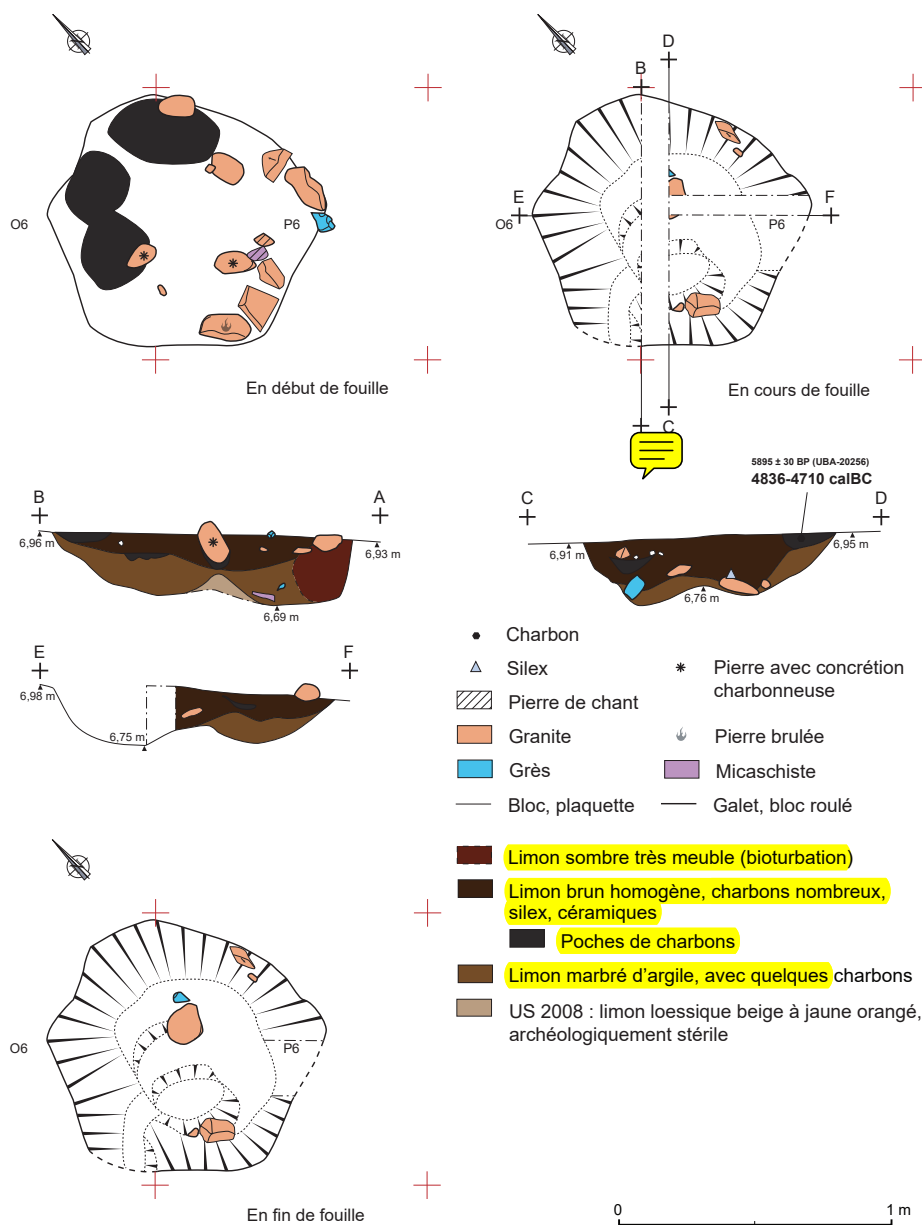 O6
P6
En début de fouille
D
B
E
F
O6
P6
C
En cours de fouille
B
A
6,96 m
6,93 m
6,69 m
5895 ± 30 BP (UBA-20256)
4836-4710 calBC
C
D
6,91 m
6,95 m
6,76 m
E
F
6,98 m
6,75 m
Charbon
Silex
Pierre de chant
Granite
Grès
Bloc, plaquette
Pierre avec concrétion
charbonneuse
Pierre brulée
Micaschiste
Galet, bloc roulé
Limon sombre très meuble (bioturbation)
Limon brun homogène, charbons nombreux,
silex, céramiques
Poches de charbons
Limon marbré d'argile, avec quelques charbons
US 2008 : limon loessique beige à jaune orangé,
archéologiquement stérile
O6
P6
En fin de fouille
0
1 m